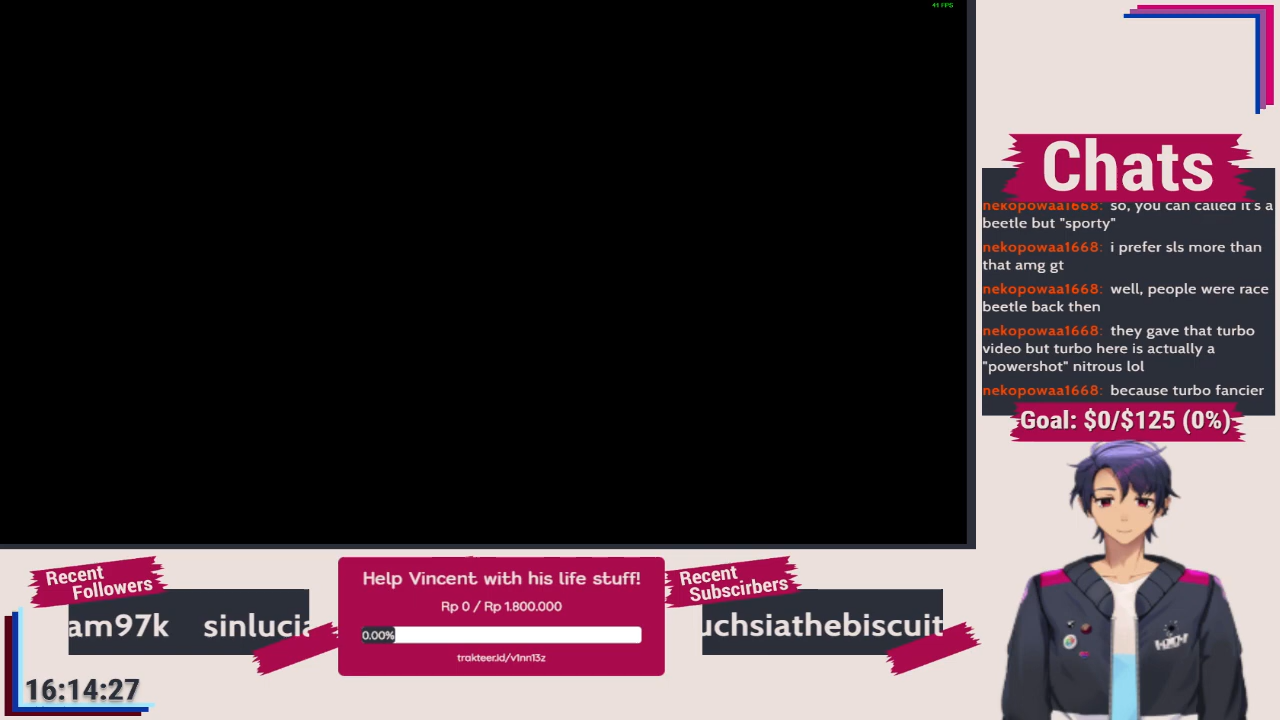 41 FPS
Chats
nekopowaa1668: so, you can called it's a
beetle but "sporty"
nekopowaa1668: i prefer sls more than
that amg gt
nekopowaa1668: well, people were race
beetle back then
nekopowaa1668: they gave that turbo
video but turbo here is actually a
"powershot" nitrous lol
nekopowaa1668: because turbo fancier
Goal: $0/$125 (0%)
Recent
Followers
am97k sinlucia
Help Vincent with his life stuff!
Rp 0 / Rp 1.800.000
0.00%
trakteer.id/v1nn13z
Recent
Subscirbers
uchsiathebiscuit
16:14:27